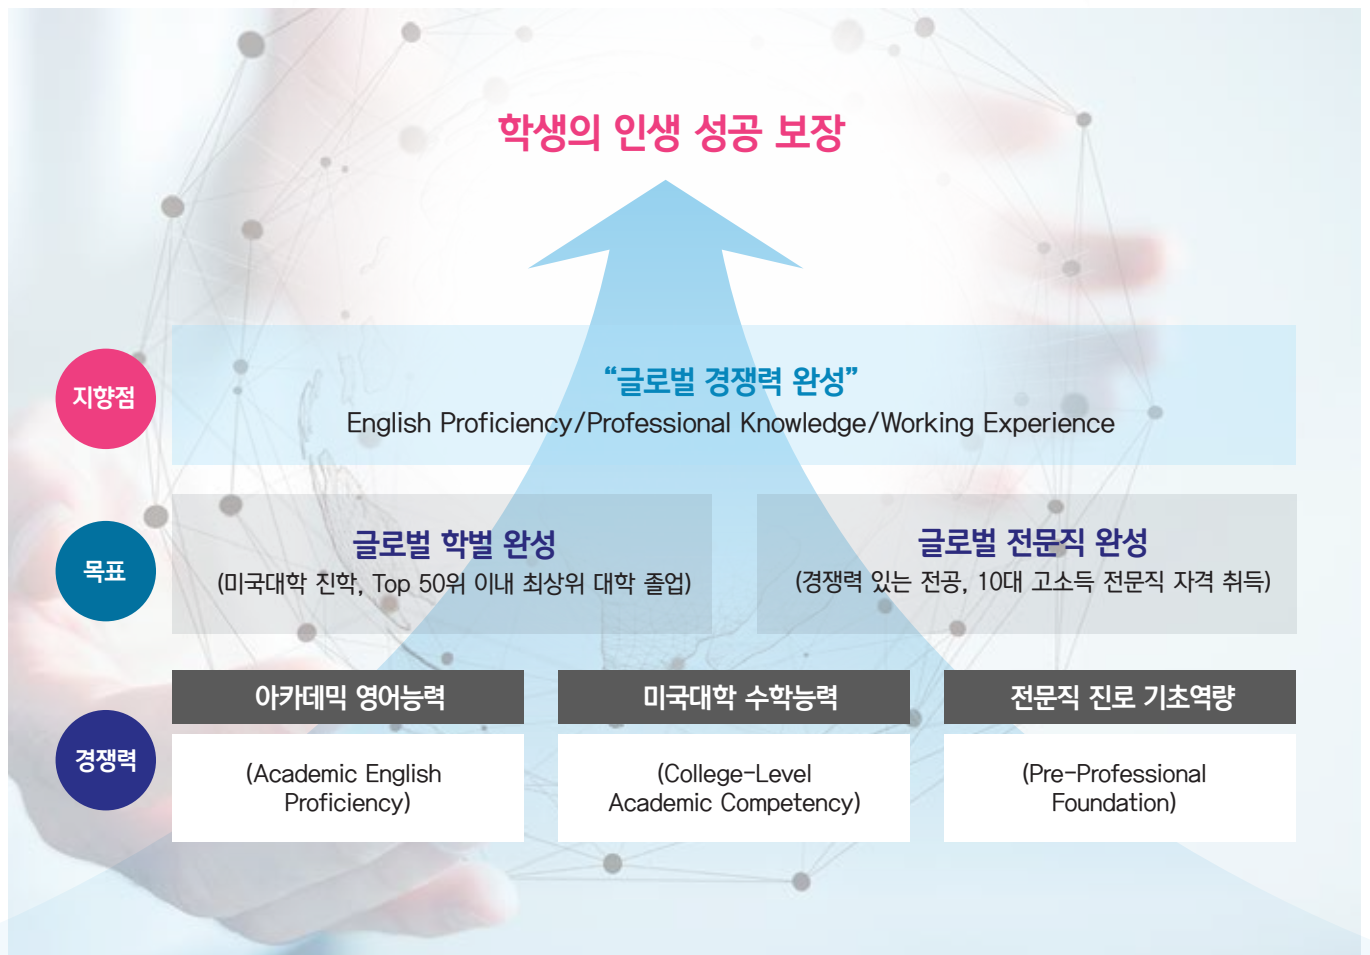 학생의 인생 성공 보장
지향점
“글로벌 경쟁력 완성”
English Proficiency/Professional Knowledge/Working Experience
목표
글로벌 학벌 완성
(미국대학 진학, Top 50위 이내 최상위 대학 졸업)
글로벌 전문직 완성
(경쟁력 있는 전공, 10대 고소득 전문직 자격 취득)
경쟁력
아카데믹 영어능력
(Academic English
Proficiency)
미국대학 수학능력
(College-Level
Academic Competency)
전문직 진로 기초역량
(Pre-Professional
Foundation)